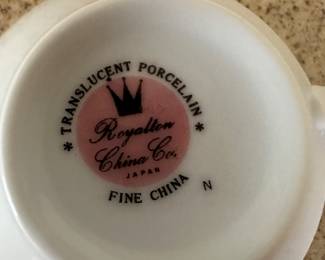 * TRANSLUCENT PORCELAIN *
Royalton
China Co.
JAPAN
FINE CHINA
N